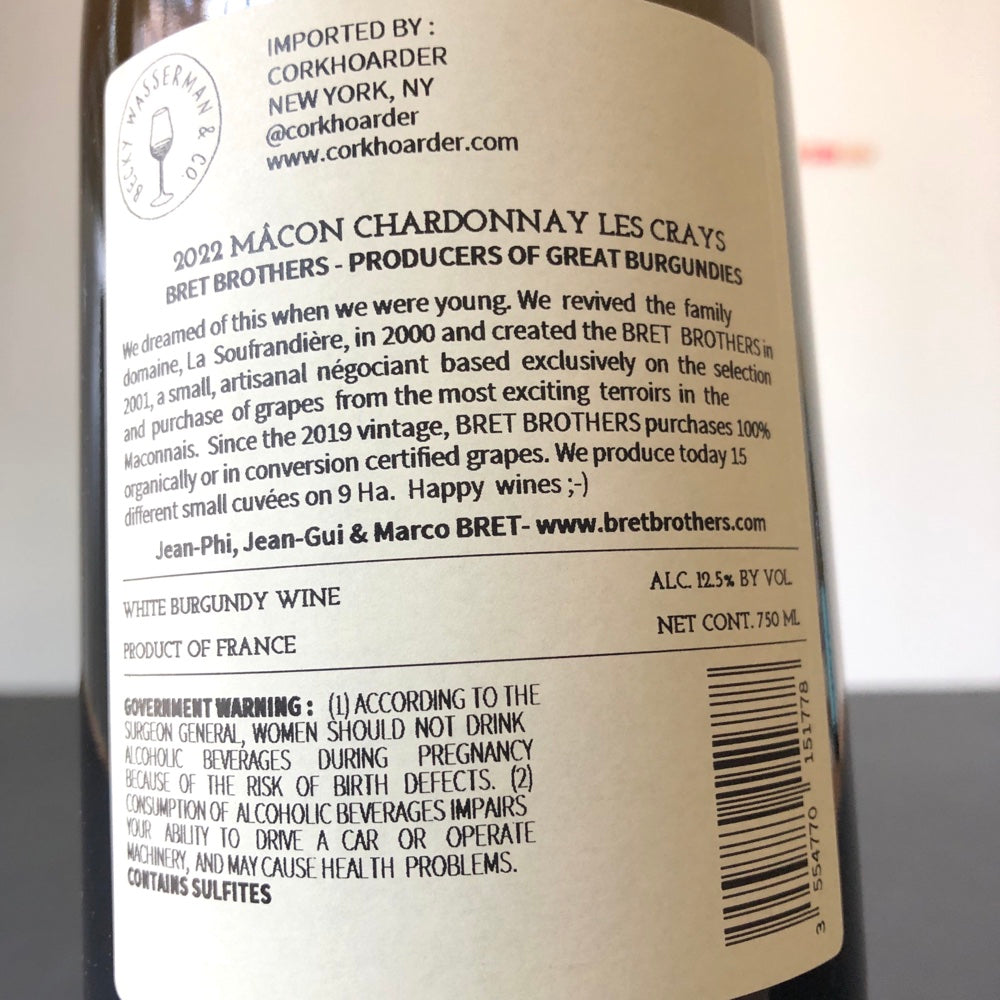 BECKY WASSERMAN & CO.
IMPORTED BY :
CORKHOARDER
NEW YORK, NY
@corkhoarder
www.corkhoarder.com
2022 MÂCON CHARDONNAY LES CRAYS
BRET BROTHERS - PRODUCERS OF GREAT BURGUNDIES
We dreamed of this when we were young. We revived the family
domaine, La Soufrandière, in 2000 and created the BRET BROTHERS in
2001, a small, artisanal négociant based exclusively on the selection
and purchase of grapes from the most exciting terroirs in the
Maconnais. Since the 2019 vintage, BRET BROTHERS purchases 100%
organically or in conversion certified grapes. We produce today 15
different small cuvées on 9 Ha. Happy wines ;-)
Jean-Phi, Jean-Gui & Marco BRET- www.bretbrothers.com
WHITE BURGUNDY WINE
ALC. 12.5% BY VOL.
PRODUCT OF FRANCE
NET CONT. 750 ML
GOVERNMENT WARNING : (1) ACCORDING TO THE
SURGEON GENERAL, WOMEN SHOULD NOT DRINK
ALCOHOLIC BEVERAGES DURING PREGNANCY
BECAUSE OF THE RISK OF BIRTH DEFECTS. (2)
CONSUMPTION OF ALCOHOLIC BEVERAGES IMPAIRS
YOUR ABILITY TO DRIVE A CAR OR OPERATE
MACHINERY, AND MAY CAUSE HEALTH PROBLEMS.
CONTAINS SULFITES
3 554770 151778